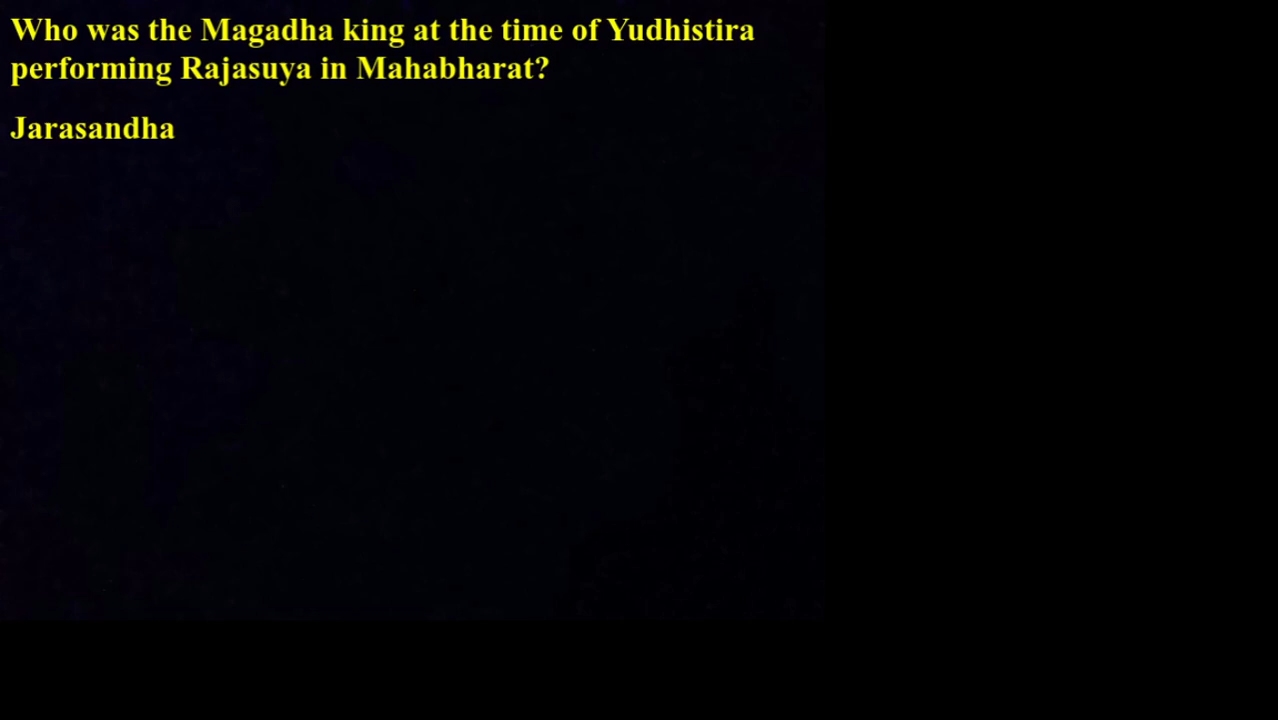 Who was the Magadha king at the time of Yudhistira
performing Rajasuya in Mahabharat?
Jarasandha